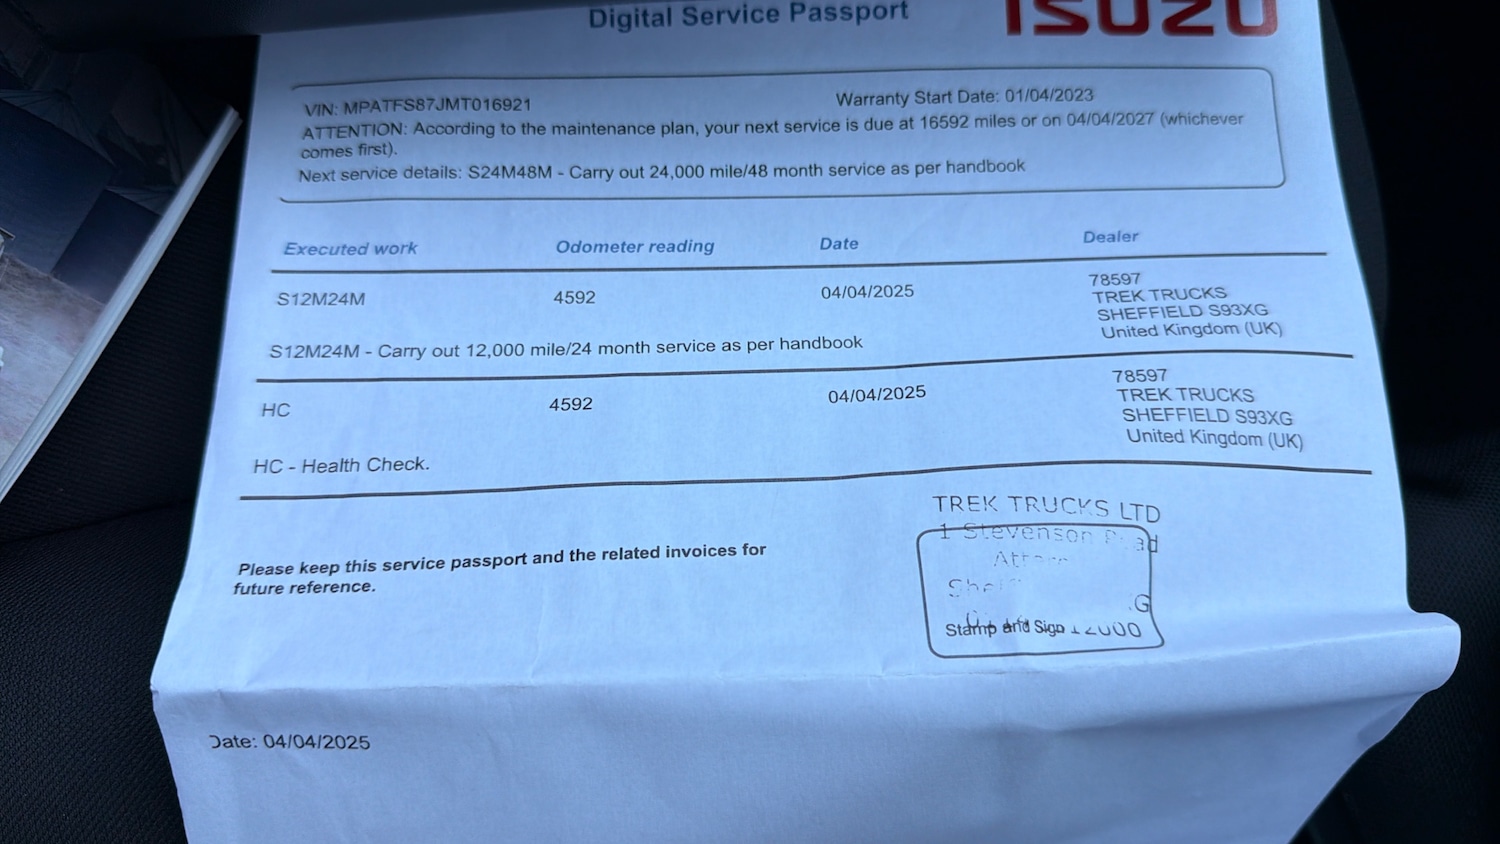 Digital Service Passport
ISUZU
VIN: MPATFS87JMT016921
Warranty Start Date: 01/04/2023
ATTENTION: According to the maintenance plan, your next service is due at 16592 miles or on 04/04/2027 (whichever
comes first).
Next service details: S24M48M - Carry out 24,000 mile/48 month service as per handbook
Executed work
Odometer reading
Date
Dealer
S12M24M
4592
04/04/2025
78597
TREK TRUCKS
SHEFFIELD S93XG
United Kingdom (UK)
S12M24M - Carry out 12,000 mile/24 month service as per handbook
HC
4592
04/04/2025
78597
TREK TRUCKS
SHEFFIELD S93XG
United Kingdom (UK)
HC - Health Check.
TREK TRUCKS LTD
1 Stevenson
Please keep this service passport and the related invoices for
future reference.
Stamp and Sign
Date: 04/04/2025